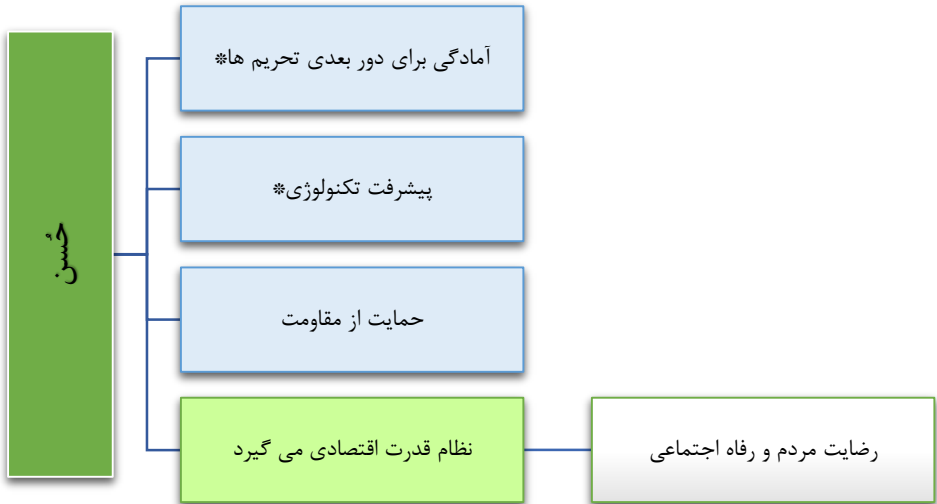 حُسن
آمادگی برای دور بعدی تحریم ها*
پیشرفت تکنولوژی*
حمایت از مقاومت
نظام قدرت اقتصادی می گیرد
رضایت مردم و رفاه اجتماعی